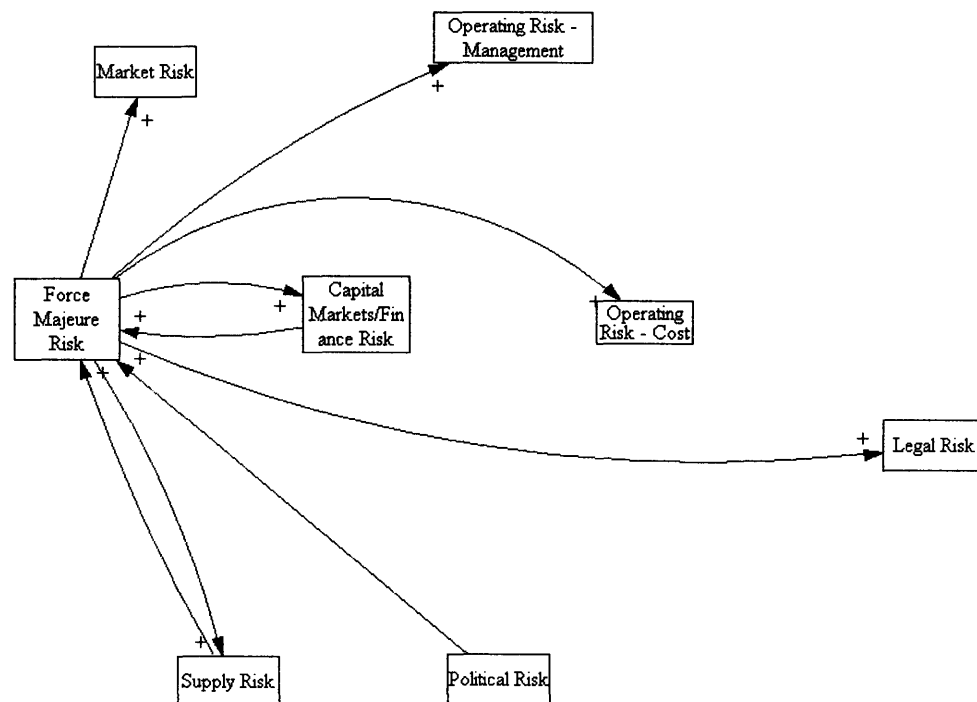 Operating Risk -
Management
Market Risk
+
+
Force
Majeure
Risk
Capital
Markets/Fin
ance Risk
+
+
+
Operating
Risk - Cost
+
+
+
Legal Risk
+
Supply Risk
Political Risk